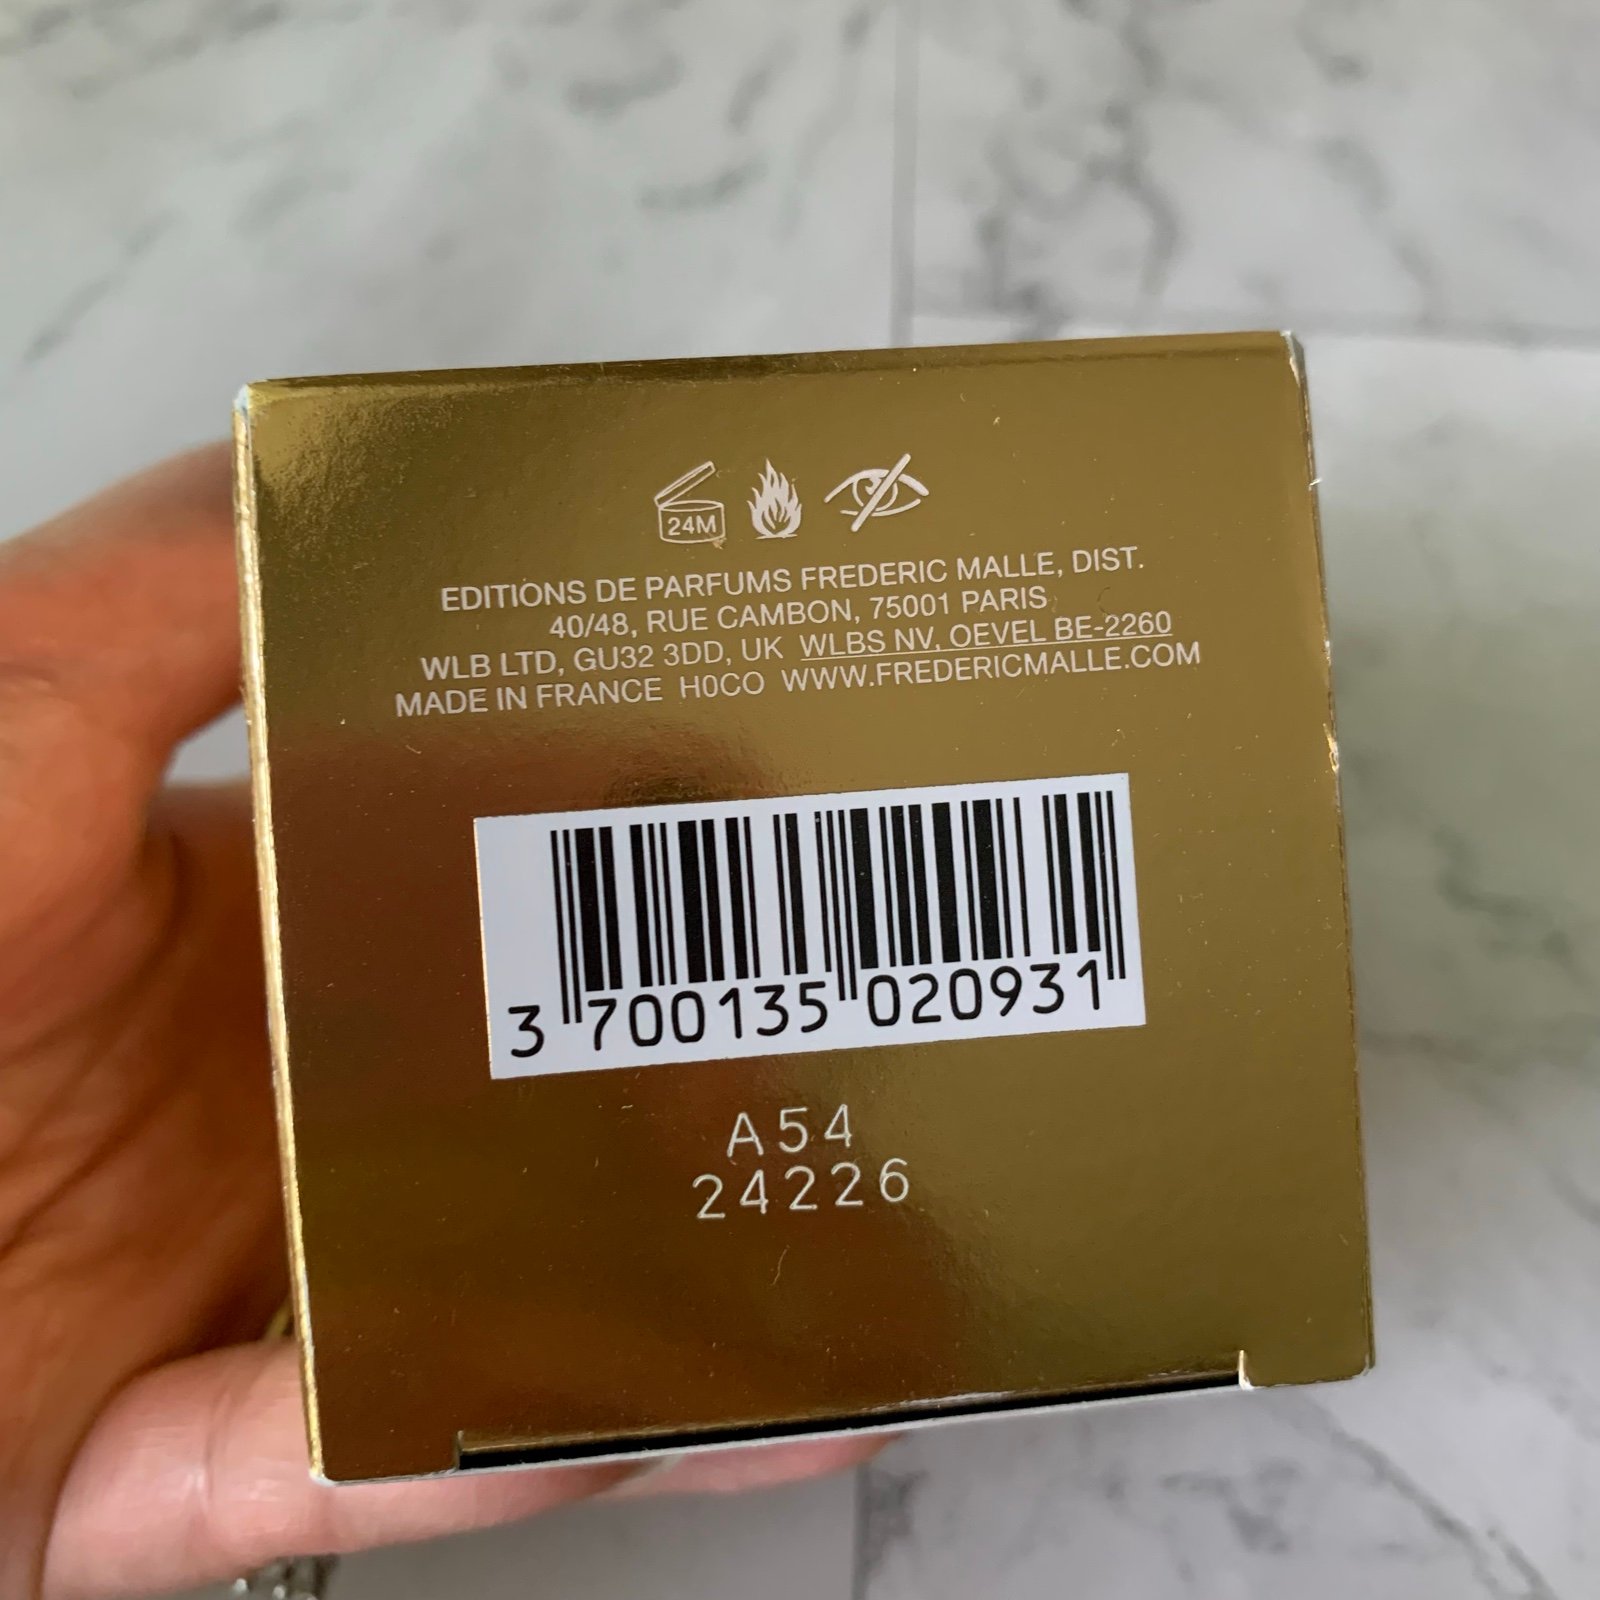 24M
EDITIONS DE PARFUMS FREDERIC MALLE, DIST.
40/48, RUE CAMBON, 75001 PARIS
WLB LTD, GU32 3DD, UK WLBS NV, OEVEL BE-2260
MADE IN FRANCE H0CO WWW.FREDERICMALLE.COM
3 700135 020931
A54
24226